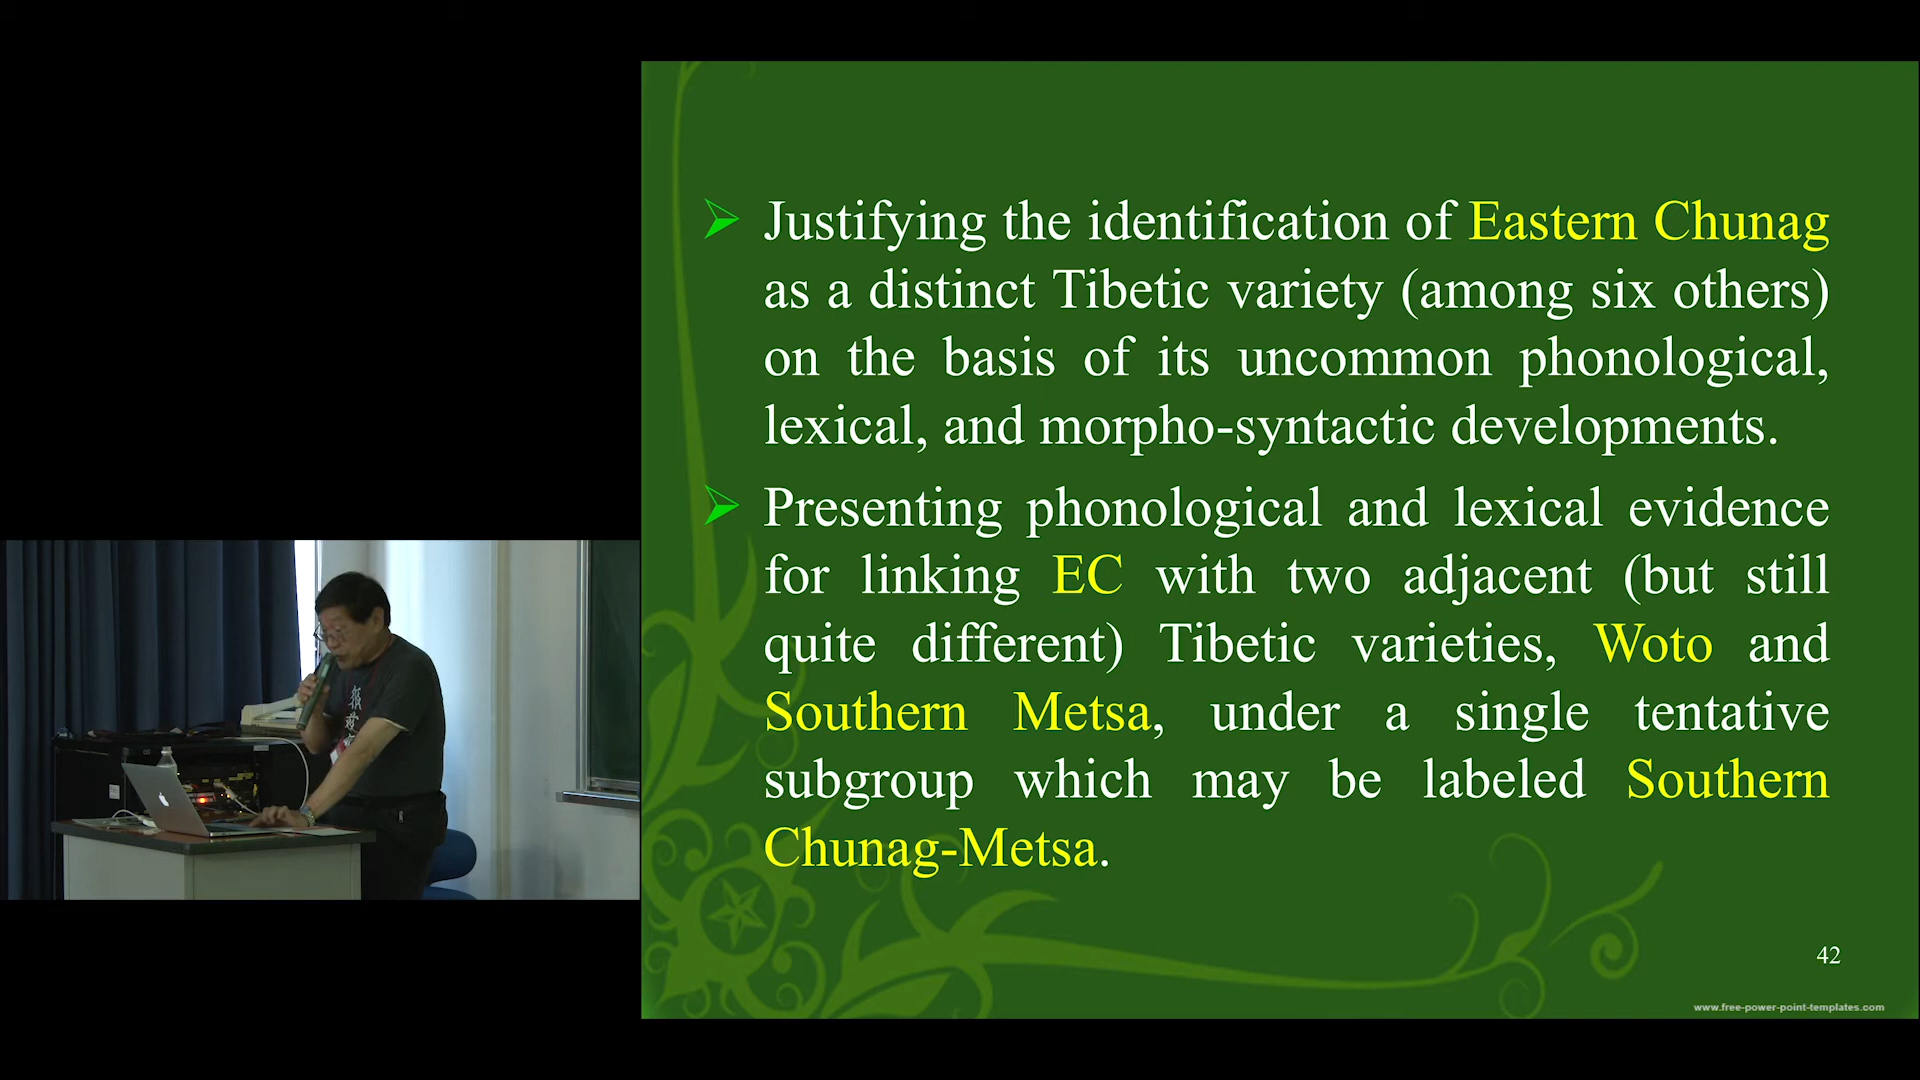 Justifying the identification of Eastern Chunag
as a distinct Tibetic variety (among six others)
on the basis of its uncommon phonological,
lexical, and morpho-syntactic developments.
Presenting phonological and lexical evidence
for linking EC with two adjacent (but still
quite different) Tibetic varieties, Woto and
Southern Metsa, under a single tentative
subgroup which may be labeled Southern
Chunag-Metsa.
42
www.free-power-point-templates.com